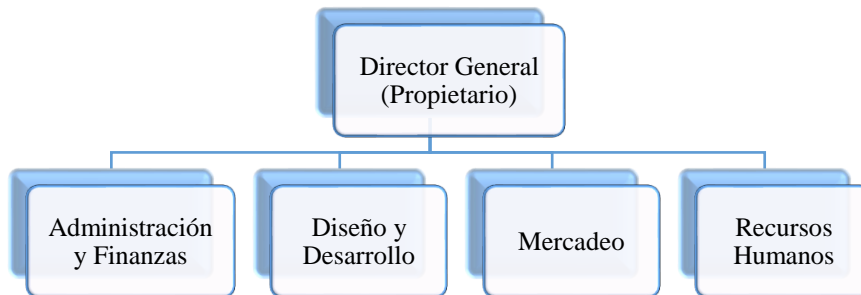 Director General
(Propietario)
Administración
y Finanzas
Diseño y
Desarrollo
Mercadeo
Recursos
Humanos